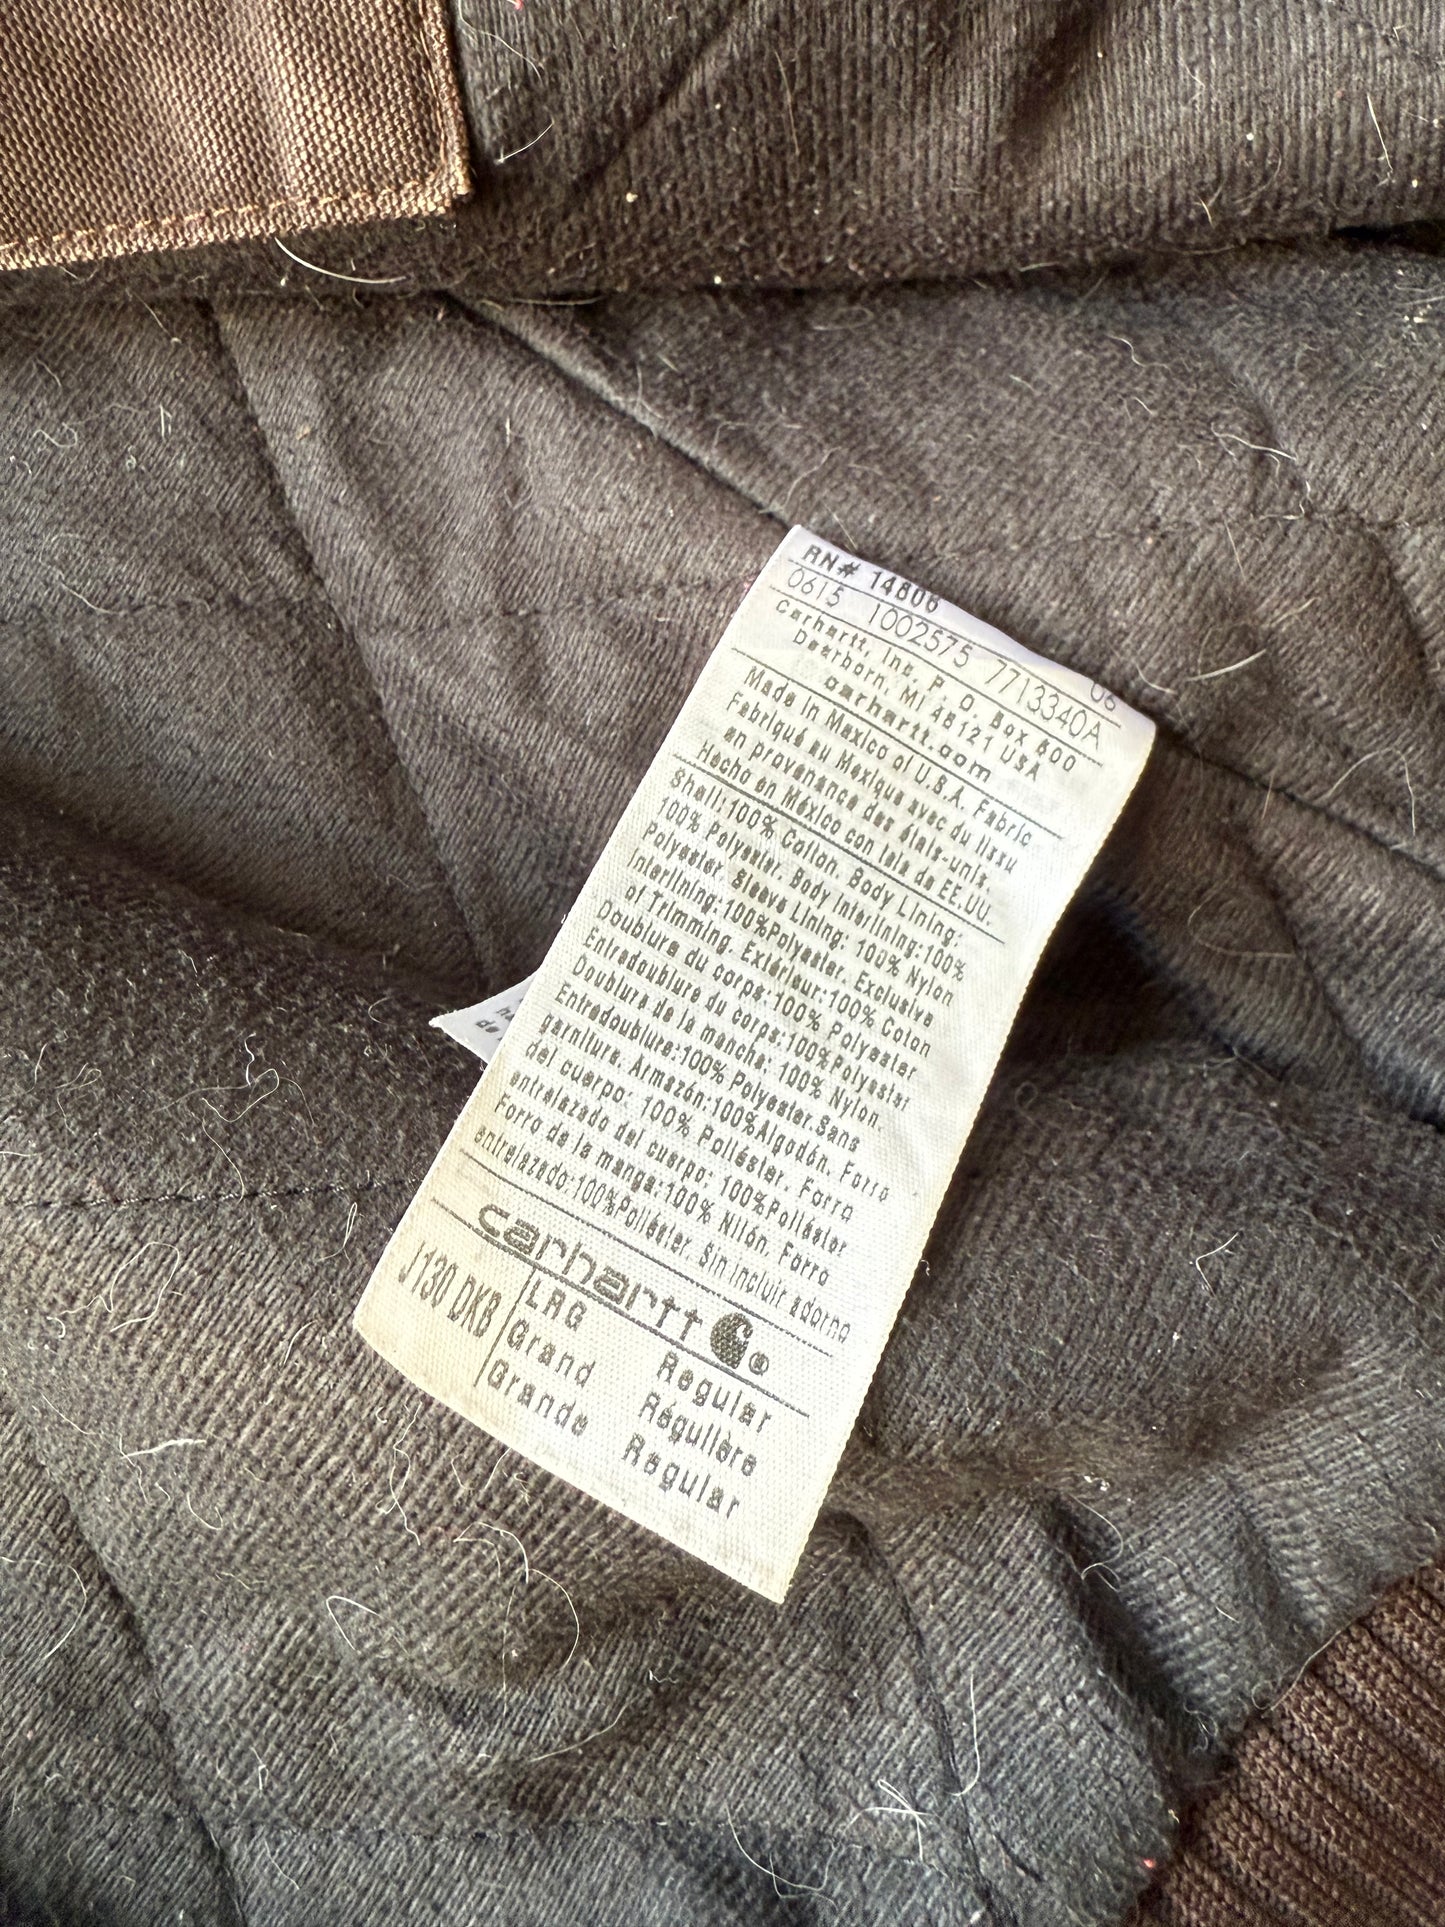 RN# 14806
06
0615 1002575 7713340A
Carhartt, Inc. P. O. Box 600
Dearborn, MI 48121 USA
carhartt.com
Made in Mexico of U.S.A. Fabric
Fabriqué au Mexique avec du tissu
en provenance des états-unis.
Hecho en México con tela de EE.UU.
Shell:100% Cotton. Body Lining:
100% Polyester. Body Interlining:100%
Polyester. Sleeve Lining: 100% Nylon
Interlining:100%Polyester. Exclusive
of Trimming. Extérieur:100% Coton
Doublure du corps:100% Polyester
Entredoublure du corps:100%Polyester
Doublure de la manche: 100% Nylon.
Entredoublure:100% Polyester.Sans
garniture. Armazón:100%Algodón. Forro
del cuerpo: 100% Poliéster. Forro
entrelazado del cuerpo: 100%Poliéster
Forro de la manga:100% Nilón. Forro
entrelazado:100%Poliéster. Sin incluir adorno
carhartt ®
J130 DKB LRG Regular
Grand Régulière
Grande Regular